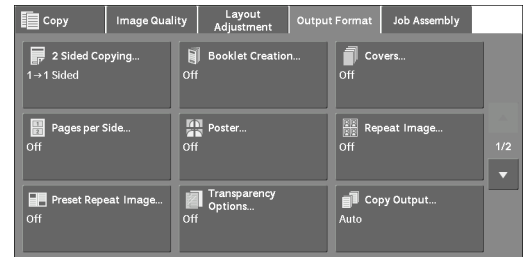 Copy
Image Quality
Layout
Adjustment
Output Format
Job Assembly
2 Sided Copying...
1→1 Sided
Booklet Creation...
Off
Covers...
Off
Pages per Side...
Off
Poster...
Off
Repeat Image...
Off
1/2
Preset Repeat Image...
Off
Transparency
Options...
Off
Copy Output...
Auto